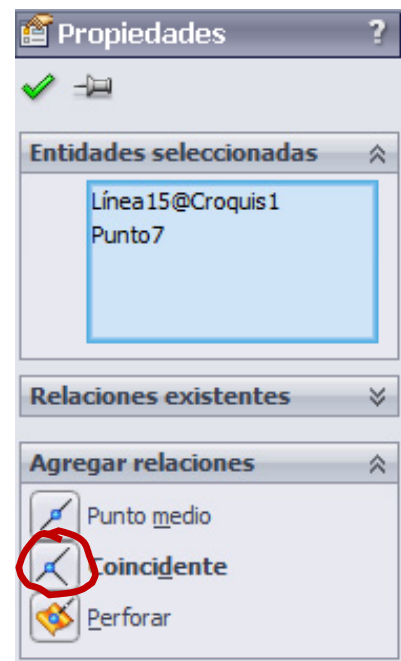 Propiedades ?
Entidades seleccionadas
Línea15@Croquis1
Punto7
Relaciones existentes
Agregar relaciones
Punto medio
Coincidente
Perforar